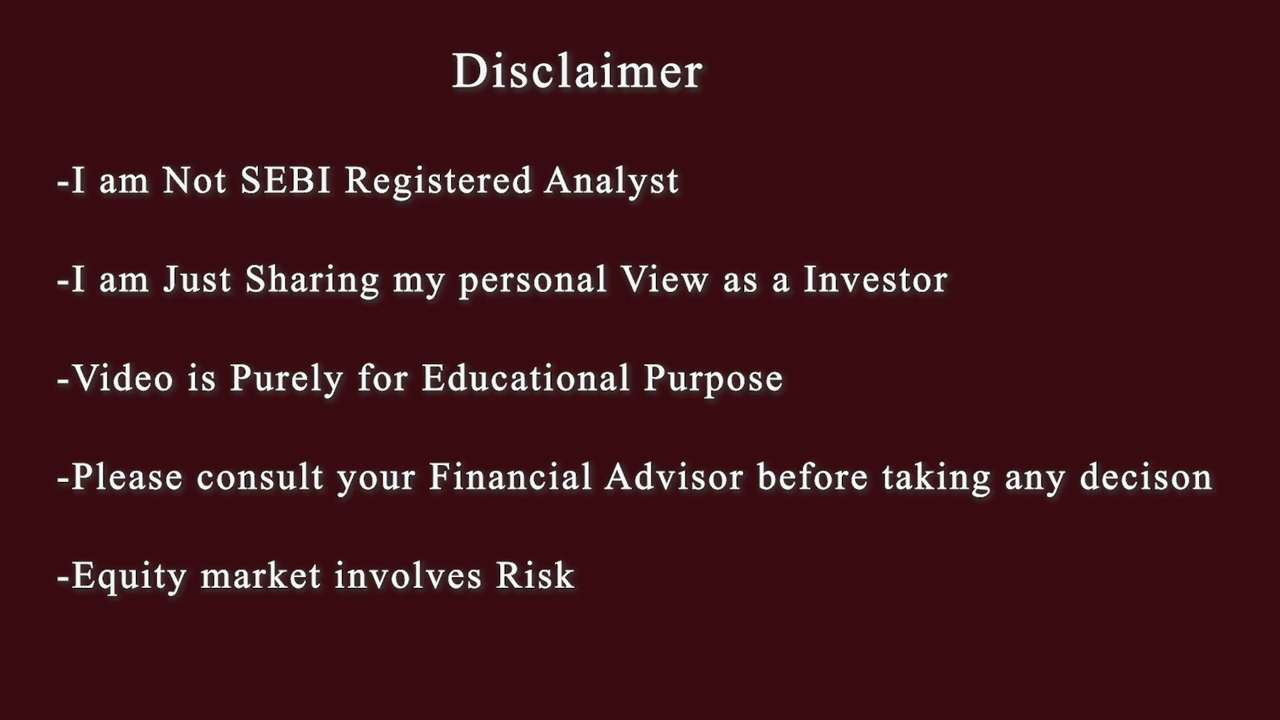 Disclaimer
-I am Not SEBI Registered Analyst
-I am Just Sharing my personal View as a Investor
-Video is Purely for Educational Purpose
-Please consult your Financial Advisor before taking any decison
-Equity market involves Risk